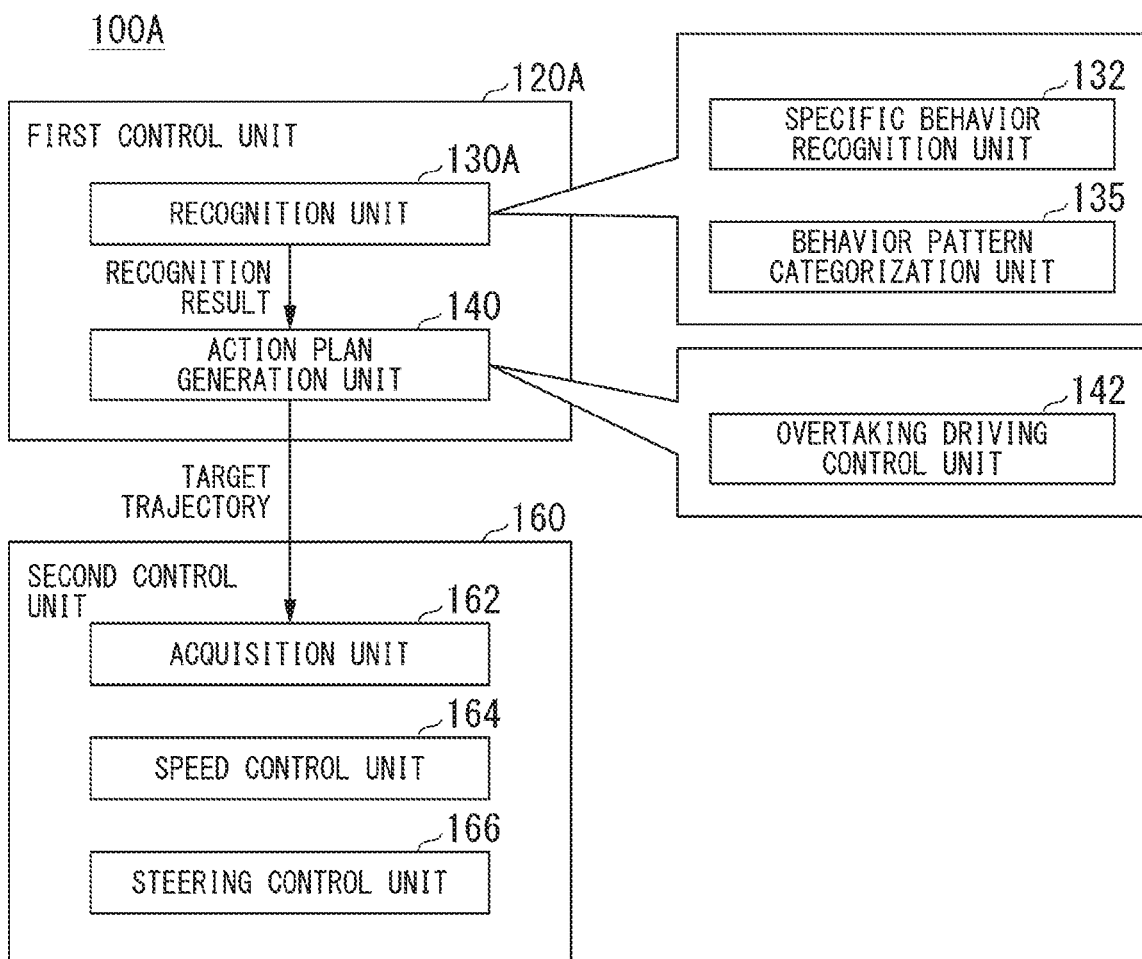 100A
120A
FIRST CONTROL UNIT
130A
RECOGNITION UNIT
RECOGNITION
RESULT
140
ACTION PLAN
GENERATION UNIT
132
SPECIFIC BEHAVIOR
RECOGNITION UNIT
135
BEHAVIOR PATTERN
CATEGORIZATION UNIT
142
OVERTAKING DRIVING
CONTROL UNIT
TARGET
TRAJECTORY
160
SECOND CONTROL
UNIT
162
ACQUISITION UNIT
164
SPEED CONTROL UNIT
166
STEERING CONTROL UNIT